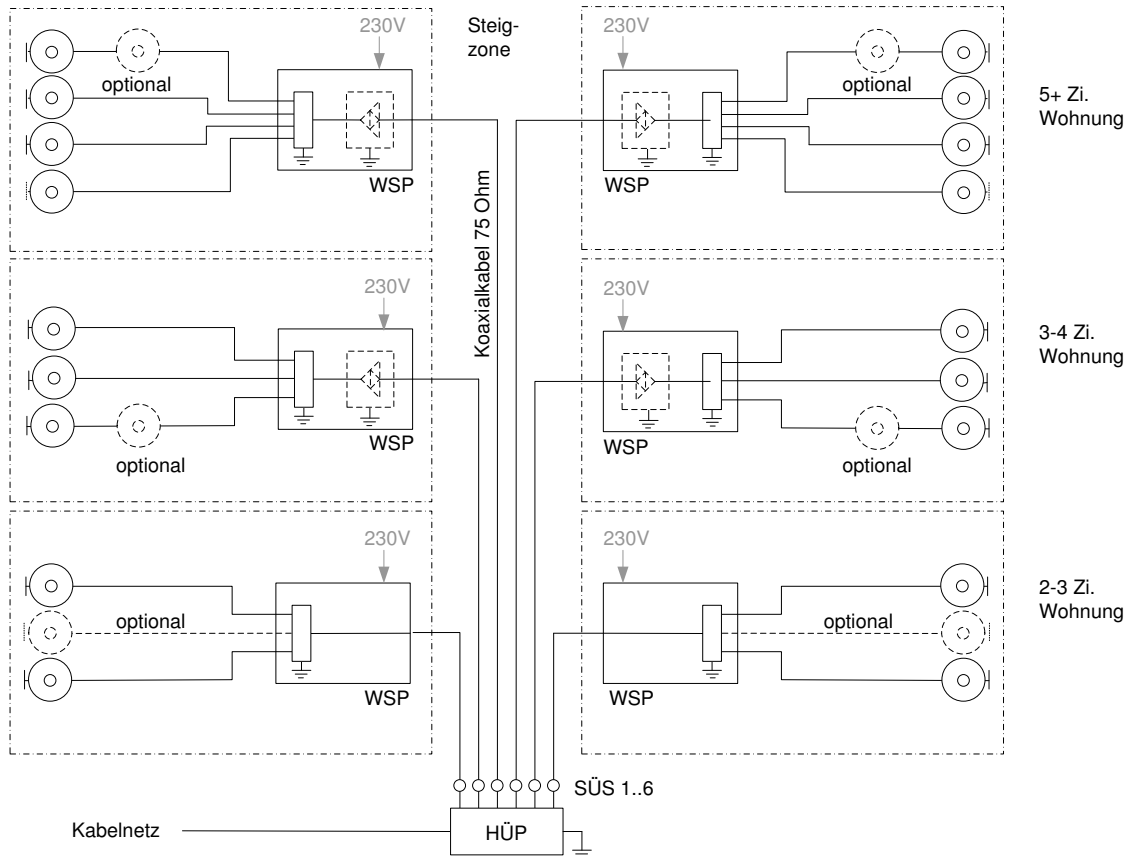 230V
Steig-
zone
230V
optional
optional
5+ Zi.
Wohnung
WSP
WSP
Koaxialkabel 75 Ohm
230V
230V
3-4 Zi.
Wohnung
WSP
WSP
optional
optional
230V
230V
2-3 Zi.
Wohnung
optional
optional
WSP
WSP
SÜS 1..6
Kabelnetz
HÜP